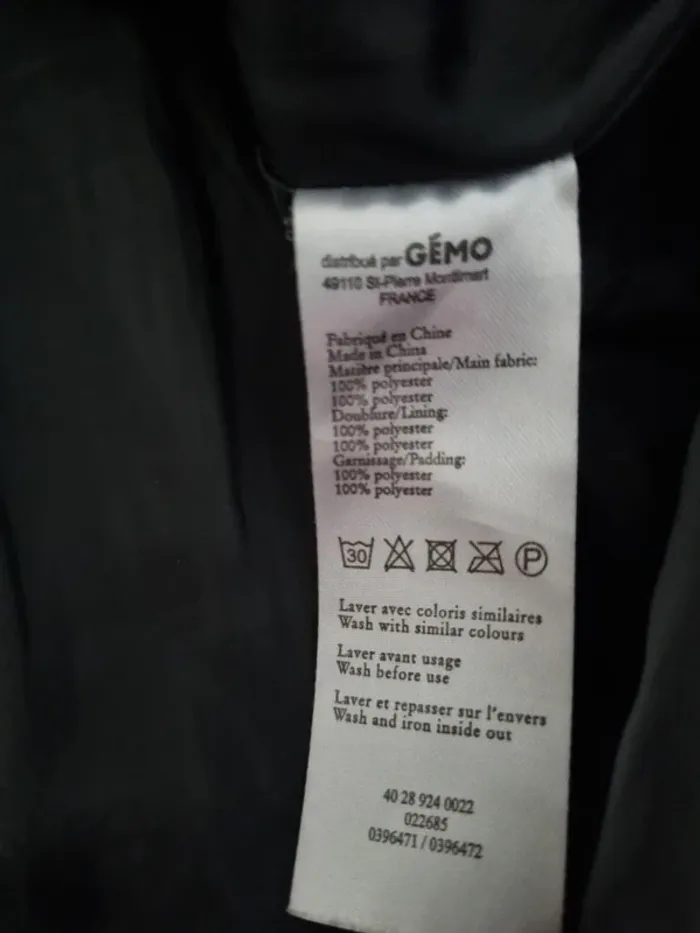 distribué par GÉMO
49110 St-Pierre Montlimart
FRANCE
Fabriqué en Chine
Made in China
Matière principale/Main fabric:
100% polyester
100% polyester
Doublure/Lining:
100% polyester
100% polyester
Garnissage/Padding:
100% polyester
100% polyester
30 P
Laver avec coloris similaires
Wash with similar colours
Laver avant usage
Wash before use
Laver et repasser sur l'envers
Wash and iron inside out
40 28 924 0022
022685
0396471 / 0396472